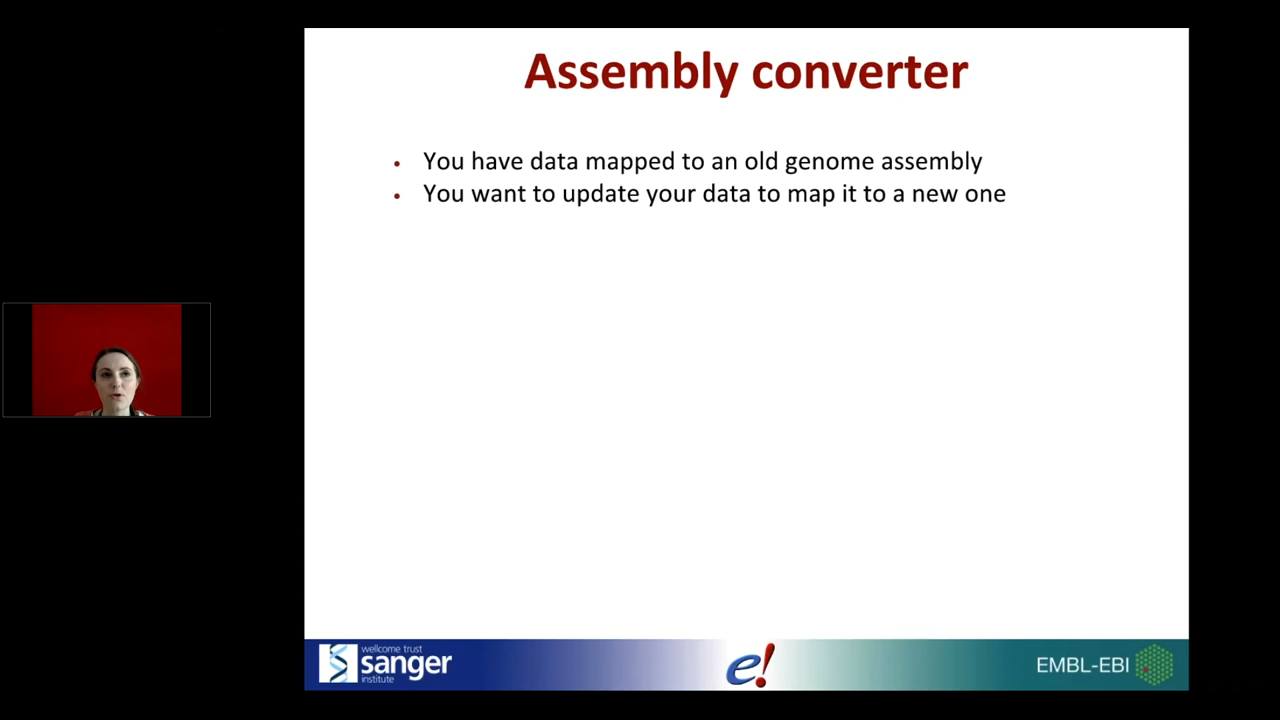 Assembly converter
• You have data mapped to an old genome assembly
• You want to update your data to map it to a new one
wellcome trust
sanger
institute
e!
EMBL-EBI